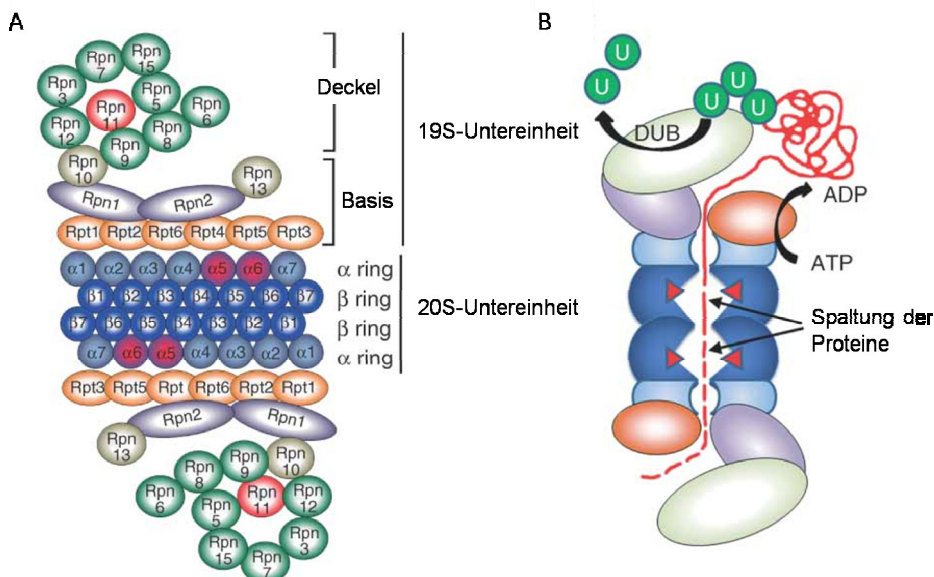 A
Rpn
7
Rpn
15
Rpn
3
Rpn
11
Rpn
5
Rpn
6
Rpn
12
Rpn
8
Rpn
9
Rpn
10
Rpn
13
Rpn1
Rpn2
Rpt1 Rpt2 Rpt6 Rpt4 Rpt5 Rpt3
α1 α2 α3 α4 α5 α6 α7
β1 β2 β3 β4 β5 β6 β7
β7 β6 β5 β4 β3 β2 β1
α7 α6 α5 α4 α3 α2 α1
Rpt3 Rpt5 Rpt Rpt6 Rpt2 Rpt1
Rpn2
Rpn1
Rpn
13
Rpn
10
Rpn
9
Rpn
8
Rpn
6
Rpn
11
Rpn
12
Rpn
5
Rpn
3
Rpn
15
Rpn
7
Deckel
Basis
19S-Untereinheit
α ring
β ring
β ring
α ring
20S-Untereinheit
B
U
U
U
U
U
DUB
ADP
ATP
Spaltung der
Proteine